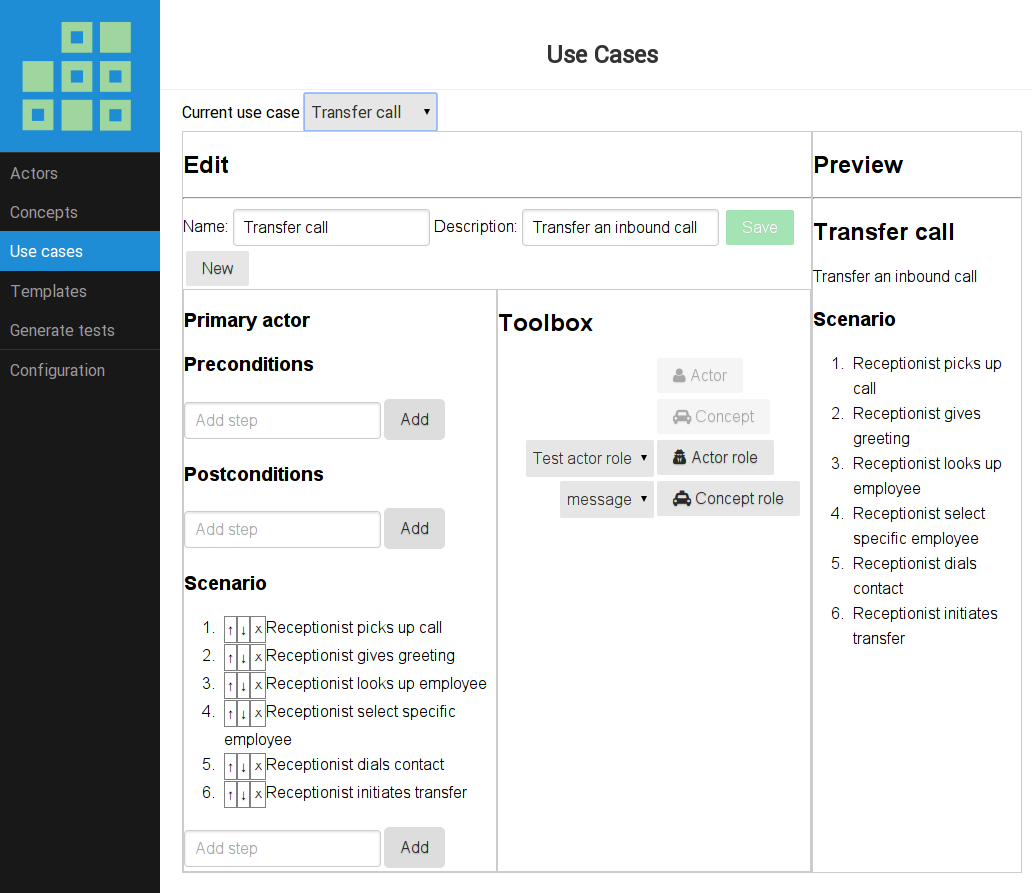 Use Cases
Actors
Concepts
Use cases
Templates
Generate tests
Configuration
Current use case Transfer call ▾
Edit
Name: Transfer call Description: Transfer an inbound call Save
New
Primary actor
Preconditions
Add step Add
Postconditions
Add step Add
Scenario
1. ↑ ↓ x Receptionist picks up call
2. ↑ ↓ x Receptionist gives greeting
3. ↑ ↓ x Receptionist looks up employee
4. ↑ ↓ x Receptionist select specific
employee
5. ↑ ↓ x Receptionist dials contact
6. ↑ ↓ x Receptionist initiates transfer
Add step Add
Toolbox
Actor
Concept
Test actor role ▾ Actor role
message ▾ Concept role
Preview
Transfer call
Transfer an inbound call
Scenario
1. Receptionist picks up
call
2. Receptionist gives
greeting
3. Receptionist looks up
employee
4. Receptionist select
specific employee
5. Receptionist dials
contact
6. Receptionist initiates
transfer